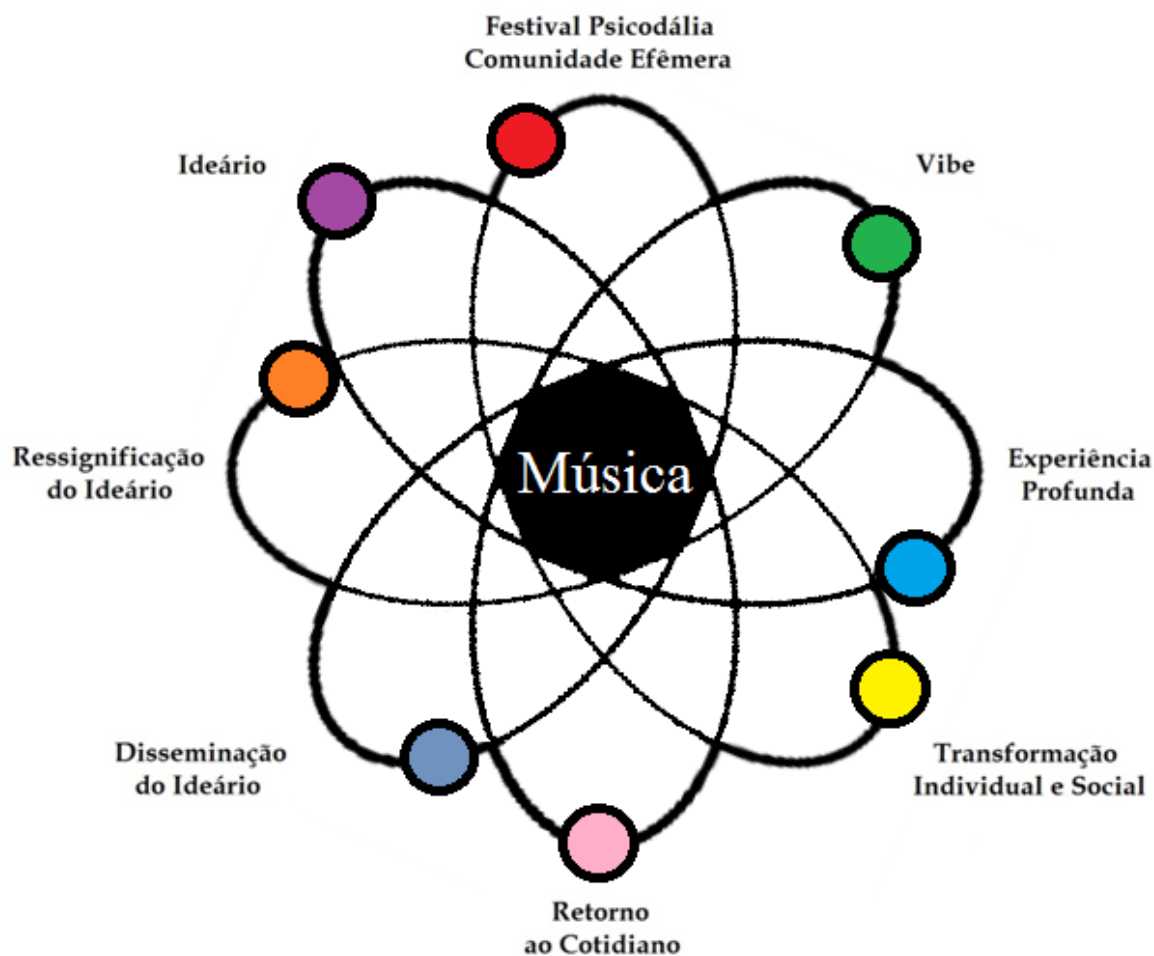 Festival Psicodália
Comunidade Efêmera
Ideário
Vibe
Música
Ressignificação
do Ideário
Experiência
Profunda
Disseminação
do Ideário
Transformação
Individual e Social
Retorno
ao Cotidiano